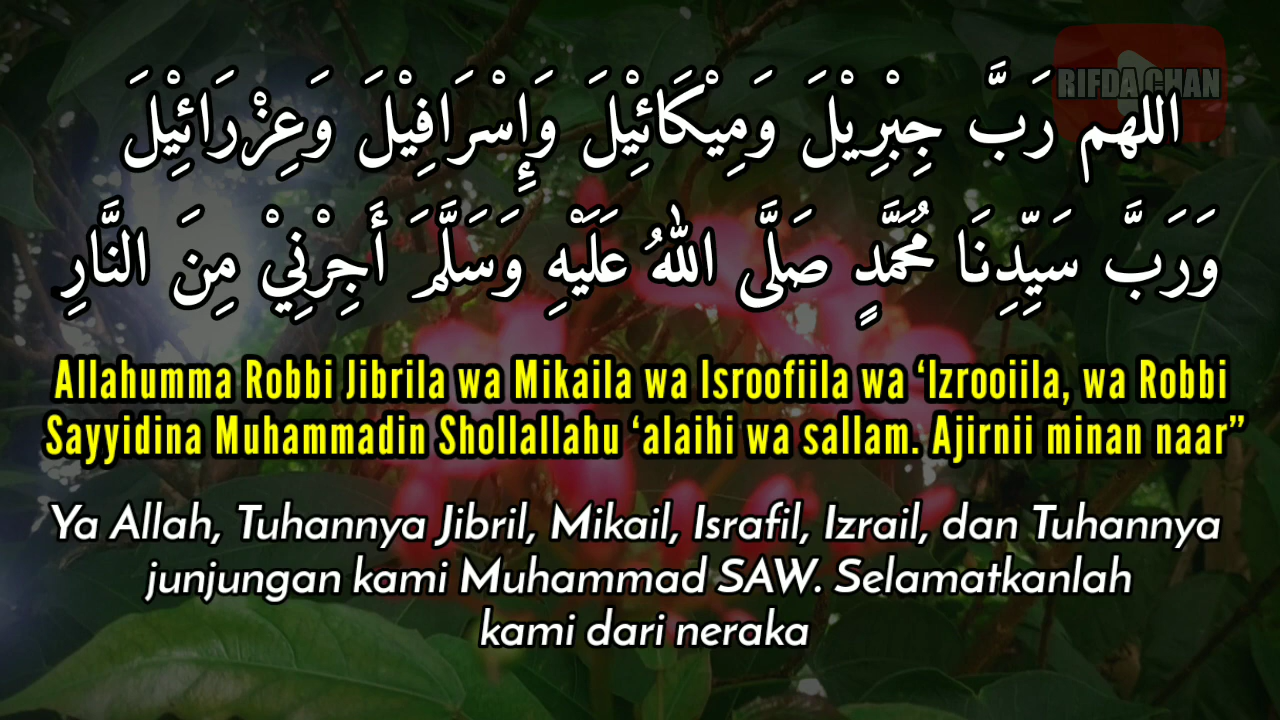 RIFDA CHAN
اللهم رَبَّ جِبْرِيْلَ وَمِيْكَائِيْلَ وَإِسْرَافِيْلَ وَعِزْرَائِيْلَ
وَرَبَّ سَيِّدِنَا مُحَمَّدٍ صَلَّى اللهُ عَلَيْهِ وَسَلَّمَ أَجِرْنِيْ مِنَ النَّارِ
Allahumma Robbi Jibrila wa Mikaila wa Isroofiila wa ‘Izrooiila, wa Robbi
Sayyidina Muhammadin Shollallahu ‘alaihi wa sallam. Ajirnii minan naar”
Ya Allah, Tuhannya Jibril, Mikail, Israfil, Izrail, dan Tuhannya
junjungan kami Muhammad SAW. Selamatkanlah
kami dari neraka